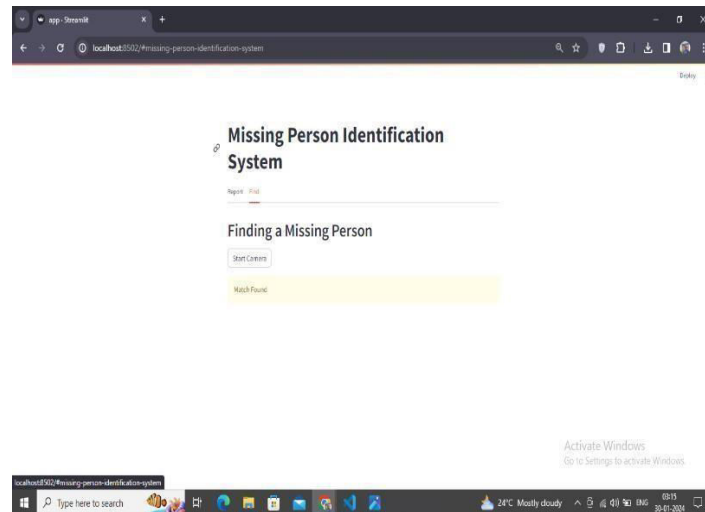 app - Streamlit
localhost:8502/#missing-person-identification-system
Deploy
Missing Person Identification
System
Report Find
Finding a Missing Person
Start Camera
Match Found
Activate Windows
Go to Settings to activate Windows.
localhost:8502/#missing-person-identification-system
Type here to search
24°C Mostly cloudy
ENG
03:15
30-01-2024